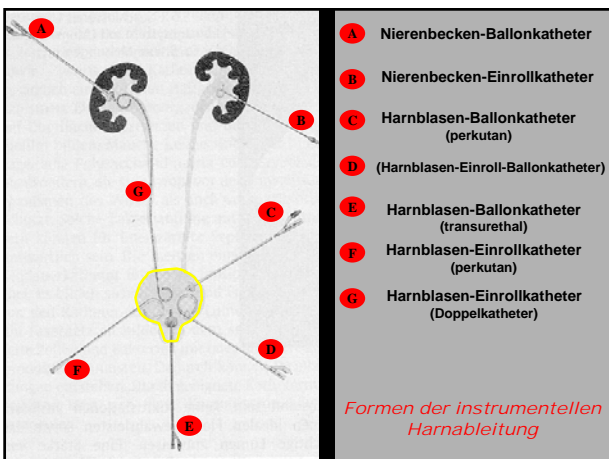 A
B
C
G
D
F
E
A Nierenbecken-Ballonkatheter
B Nierenbecken-Einrollkatheter
C Harnblasen-Ballonkatheter
(perkutan)
D (Harnblasen-Einroll-Ballonkatheter)
E Harnblasen-Ballonkatheter
(transurethal)
F Harnblasen-Einrollkatheter
(perkutan)
G Harnblasen-Einrollkatheter
(Doppelkatheter)
Formen der instrumentellen
Harnableitung